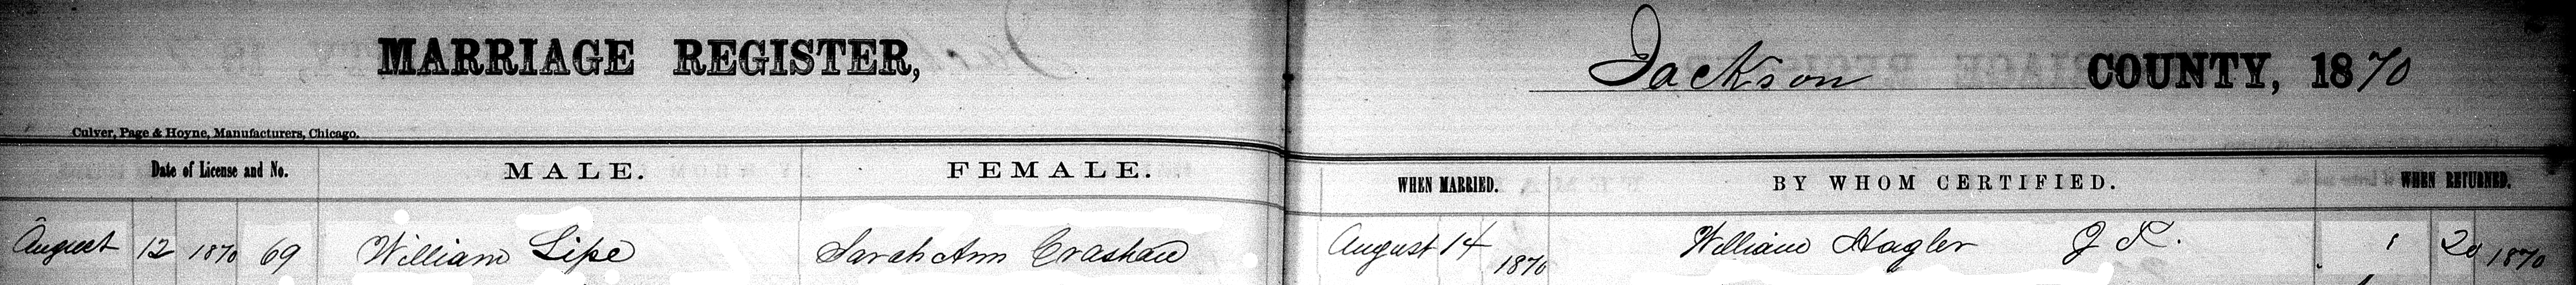 MARRIAGE REGISTER, Jackson COUNTY, 1870
Culver, Page & Hoyne, Manufacturers, Chicago.
Date of License and No. MALE. FEMALE. WHEN MARRIED. BY WHOM CERTIFIED. WHEN RETURNED.
August 12 1870 69 William Lipe Sarah Ann Crashaw August 14 1870 William Hagler J P. " 20 1870